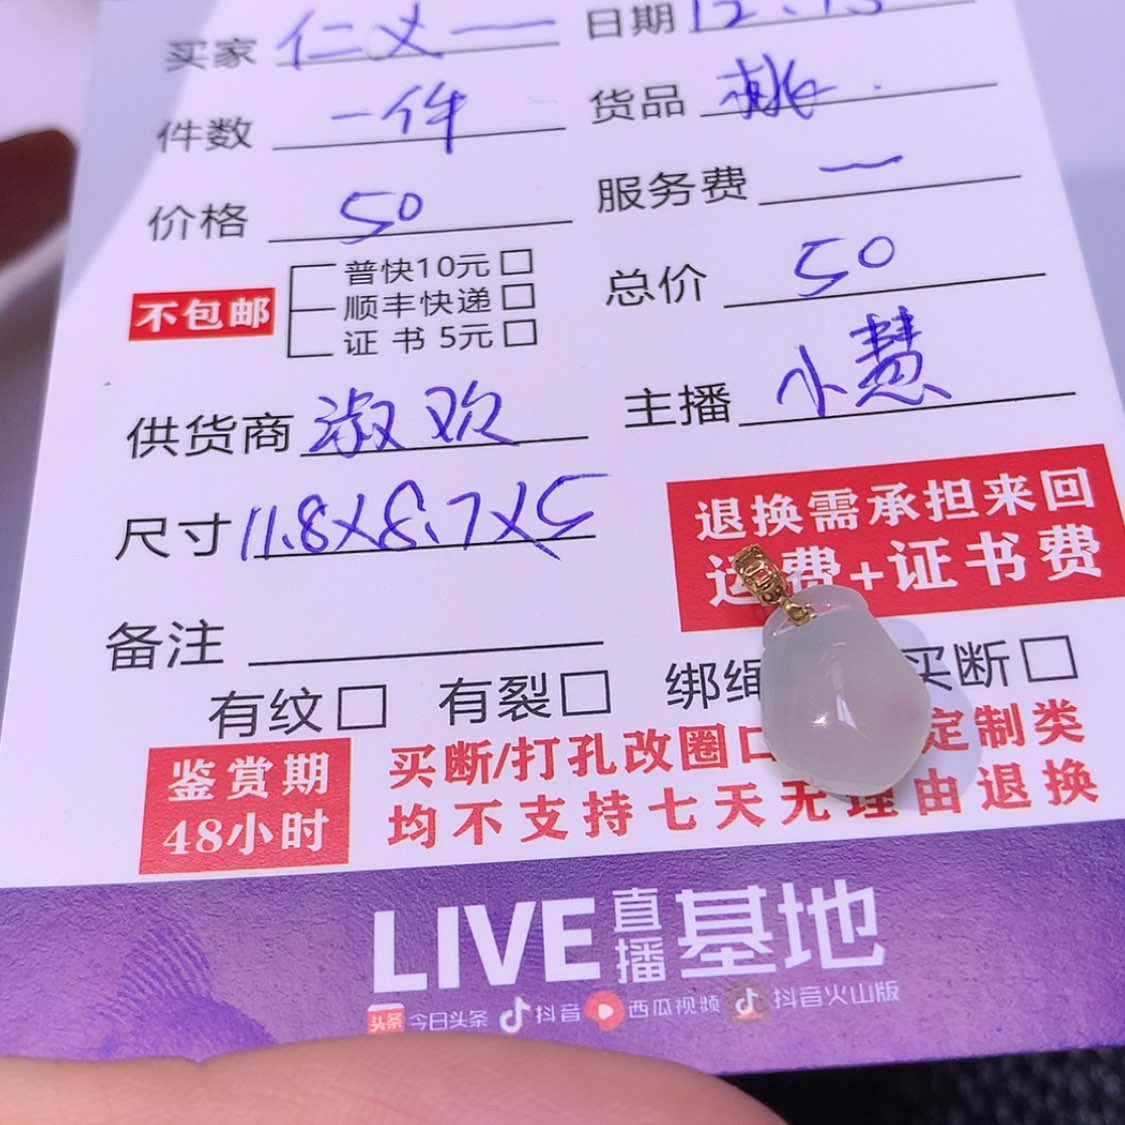 买家 仁义一 日期 12.13
件数 一件 货品 桃.
价格 50 服务费 一
不包邮 普快10元□ 总价 50
顺丰快递□
证书 5元□
供货商 淑欢 主播 小慧
尺寸 11.8X8.7X5
退换需承担来回
运费+证书费
备注
有纹□ 有裂□ 绑绳 买断□
鉴赏期
48小时
买断/打孔改圈口 定制类
均不支持七天无理由退换
LIVE 直播 基地
头条 今日头条 抖音 西瓜视频 抖音火山版